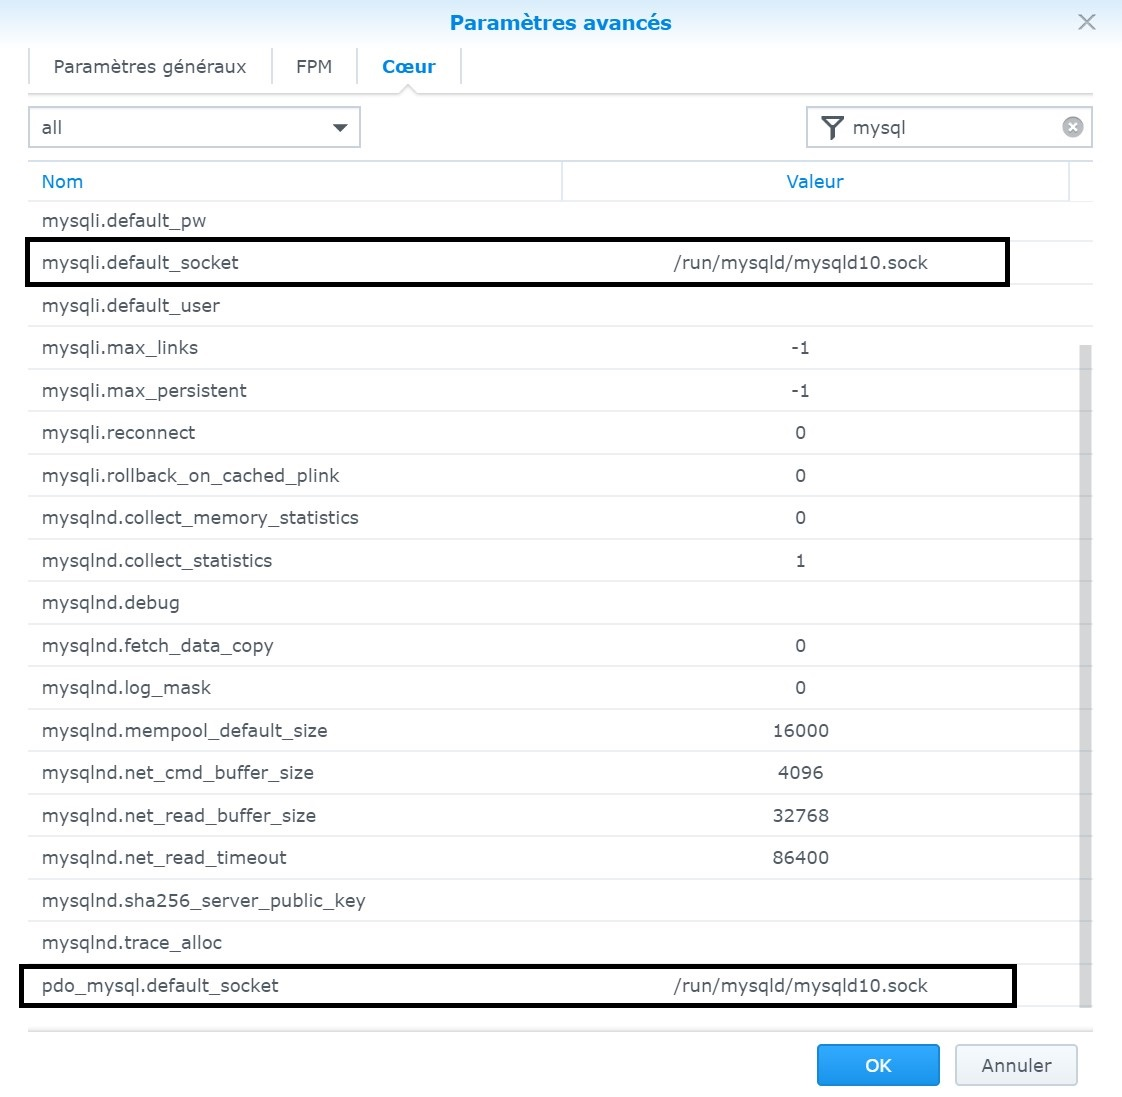 Paramètres avancés
Paramètres généraux FPM Cœur
all mysql
Nom Valeur
mysqli.default_pw
mysqli.default_socket /run/mysqld/mysqld10.sock
mysqli.default_user
mysqli.max_links -1
mysqli.max_persistent -1
mysqli.reconnect 0
mysqli.rollback_on_cached_plink 0
mysqlnd.collect_memory_statistics 0
mysqlnd.collect_statistics 1
mysqlnd.debug
mysqlnd.fetch_data_copy 0
mysqlnd.log_mask 0
mysqlnd.mempool_default_size 16000
mysqlnd.net_cmd_buffer_size 4096
mysqlnd.net_read_buffer_size 32768
mysqlnd.net_read_timeout 86400
mysqlnd.sha256_server_public_key
mysqlnd.trace_alloc
pdo_mysql.default_socket /run/mysqld/mysqld10.sock
OK Annuler